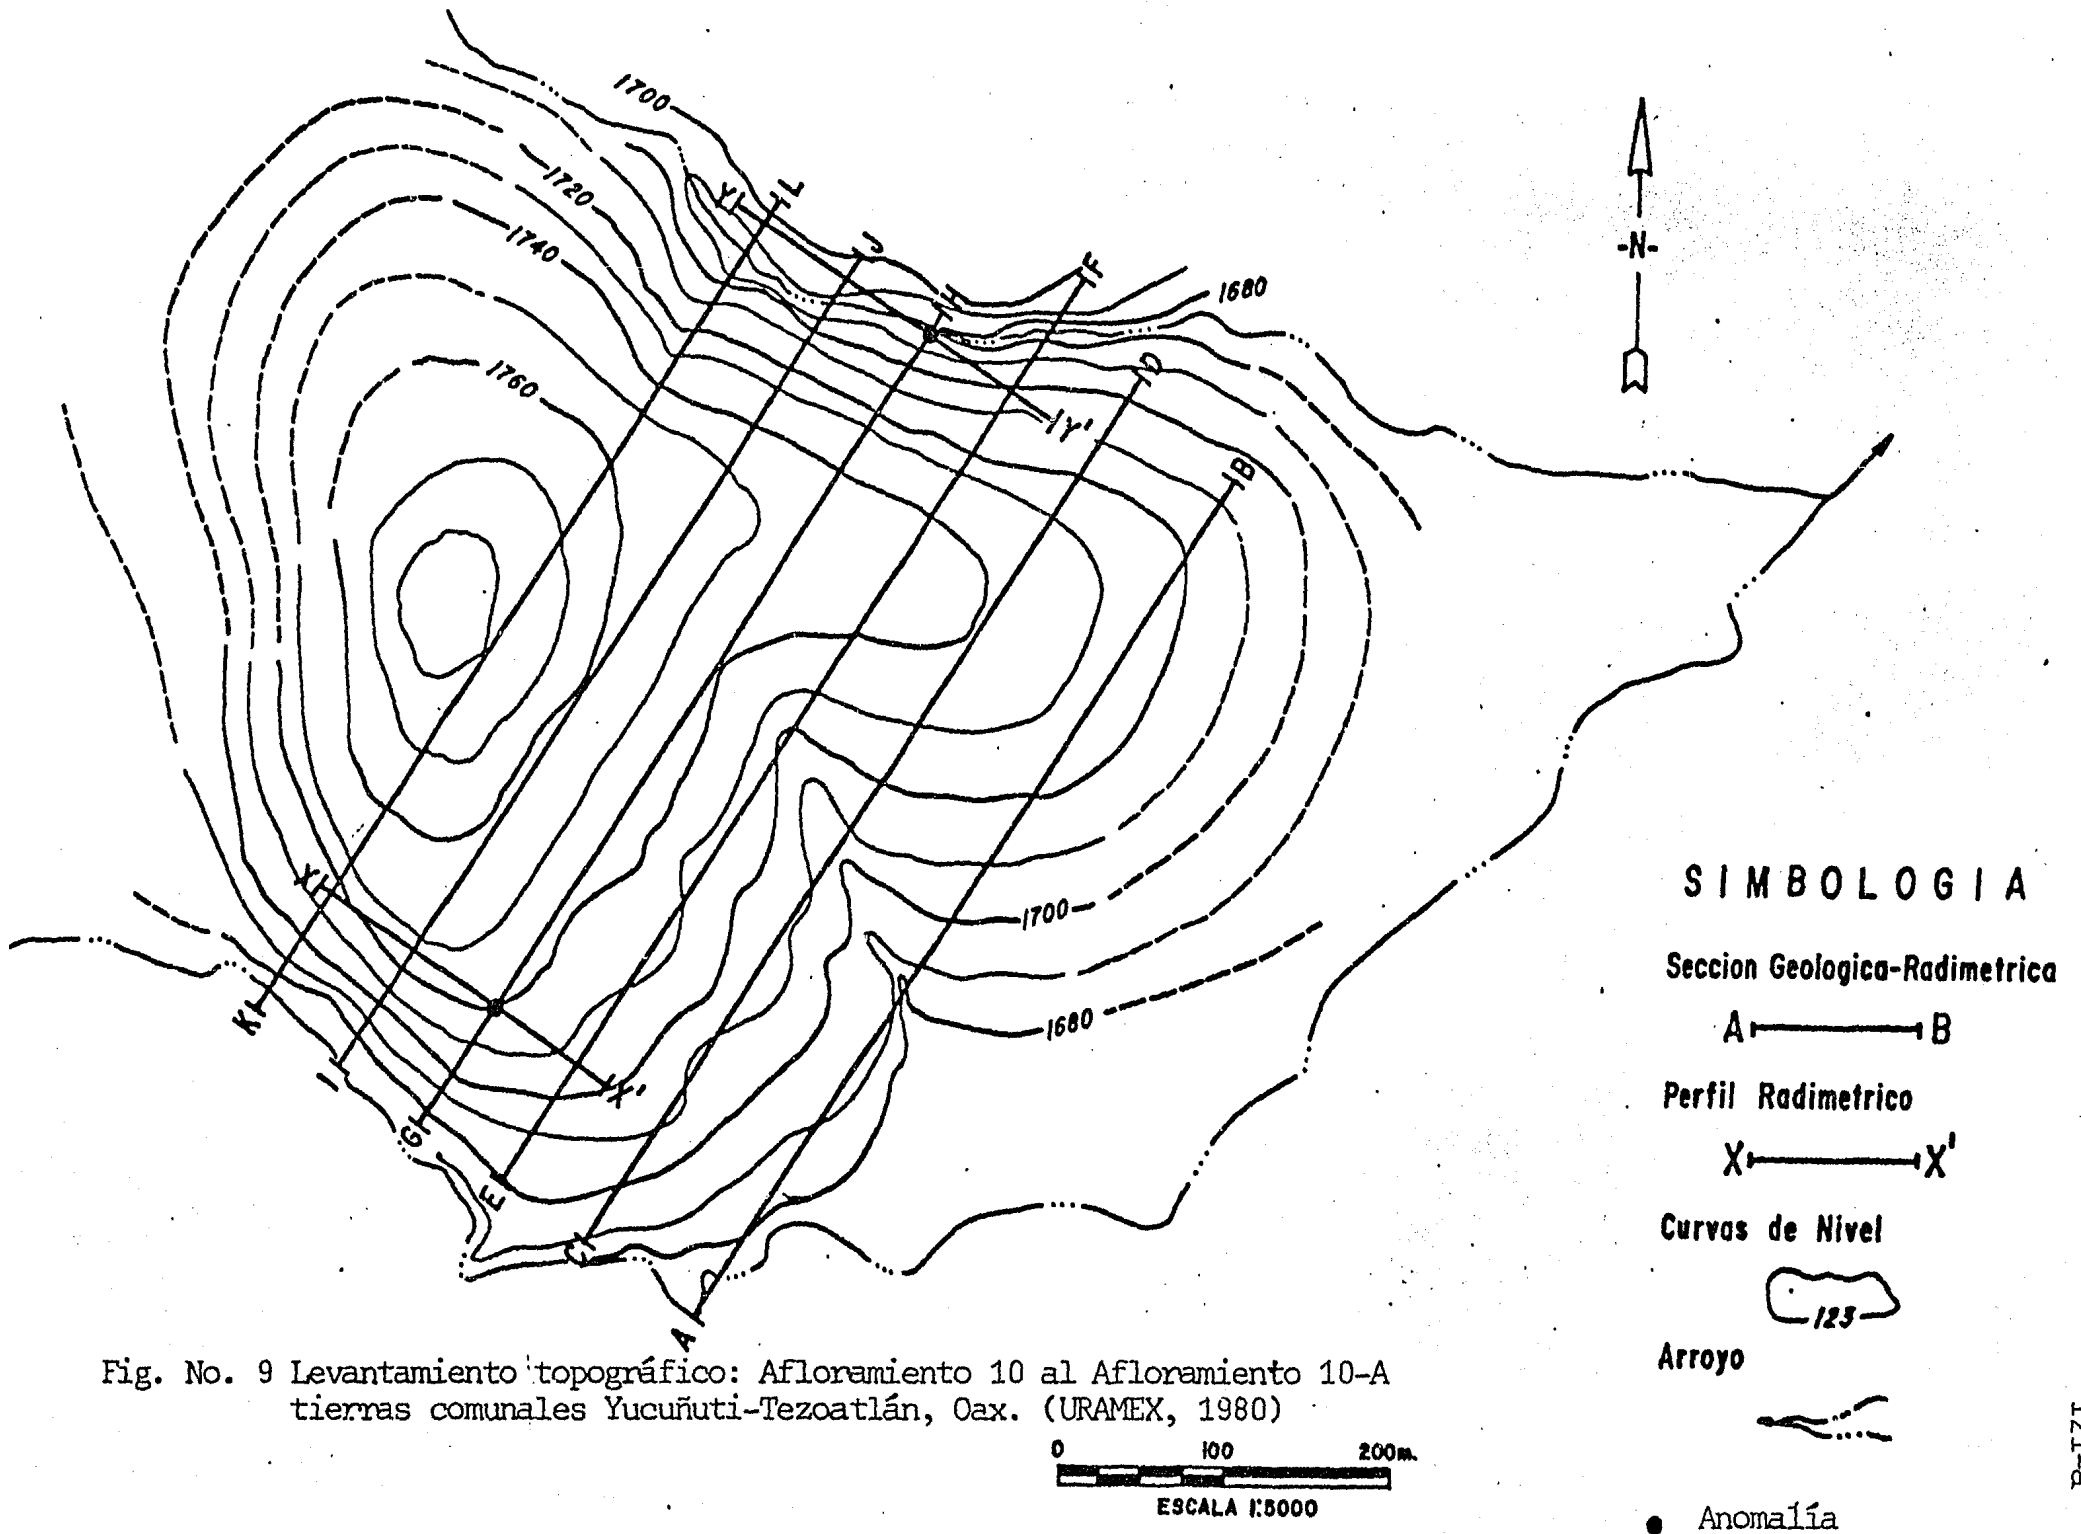 1700
1720
1740
1760
1680
Y
L
J
H
F
D
Y'
B
-N-
X
K
I
G
E
C
A
X'
1700
1680
SIMBOLOGIA
Seccion Geologica-Radimetrica
A B
Perfil Radimetrico
X X'
Curvas de Nivel
123
Arroyo
Anomalía
Fig. No. 9 Levantamiento topográfico: Afloramiento 10 al Afloramiento 10-A
tierras comunales Yucuñuti-Tezoatlán, Oax. (URAMEX, 1980)
0 100 200m.
ESCALA 1:5000